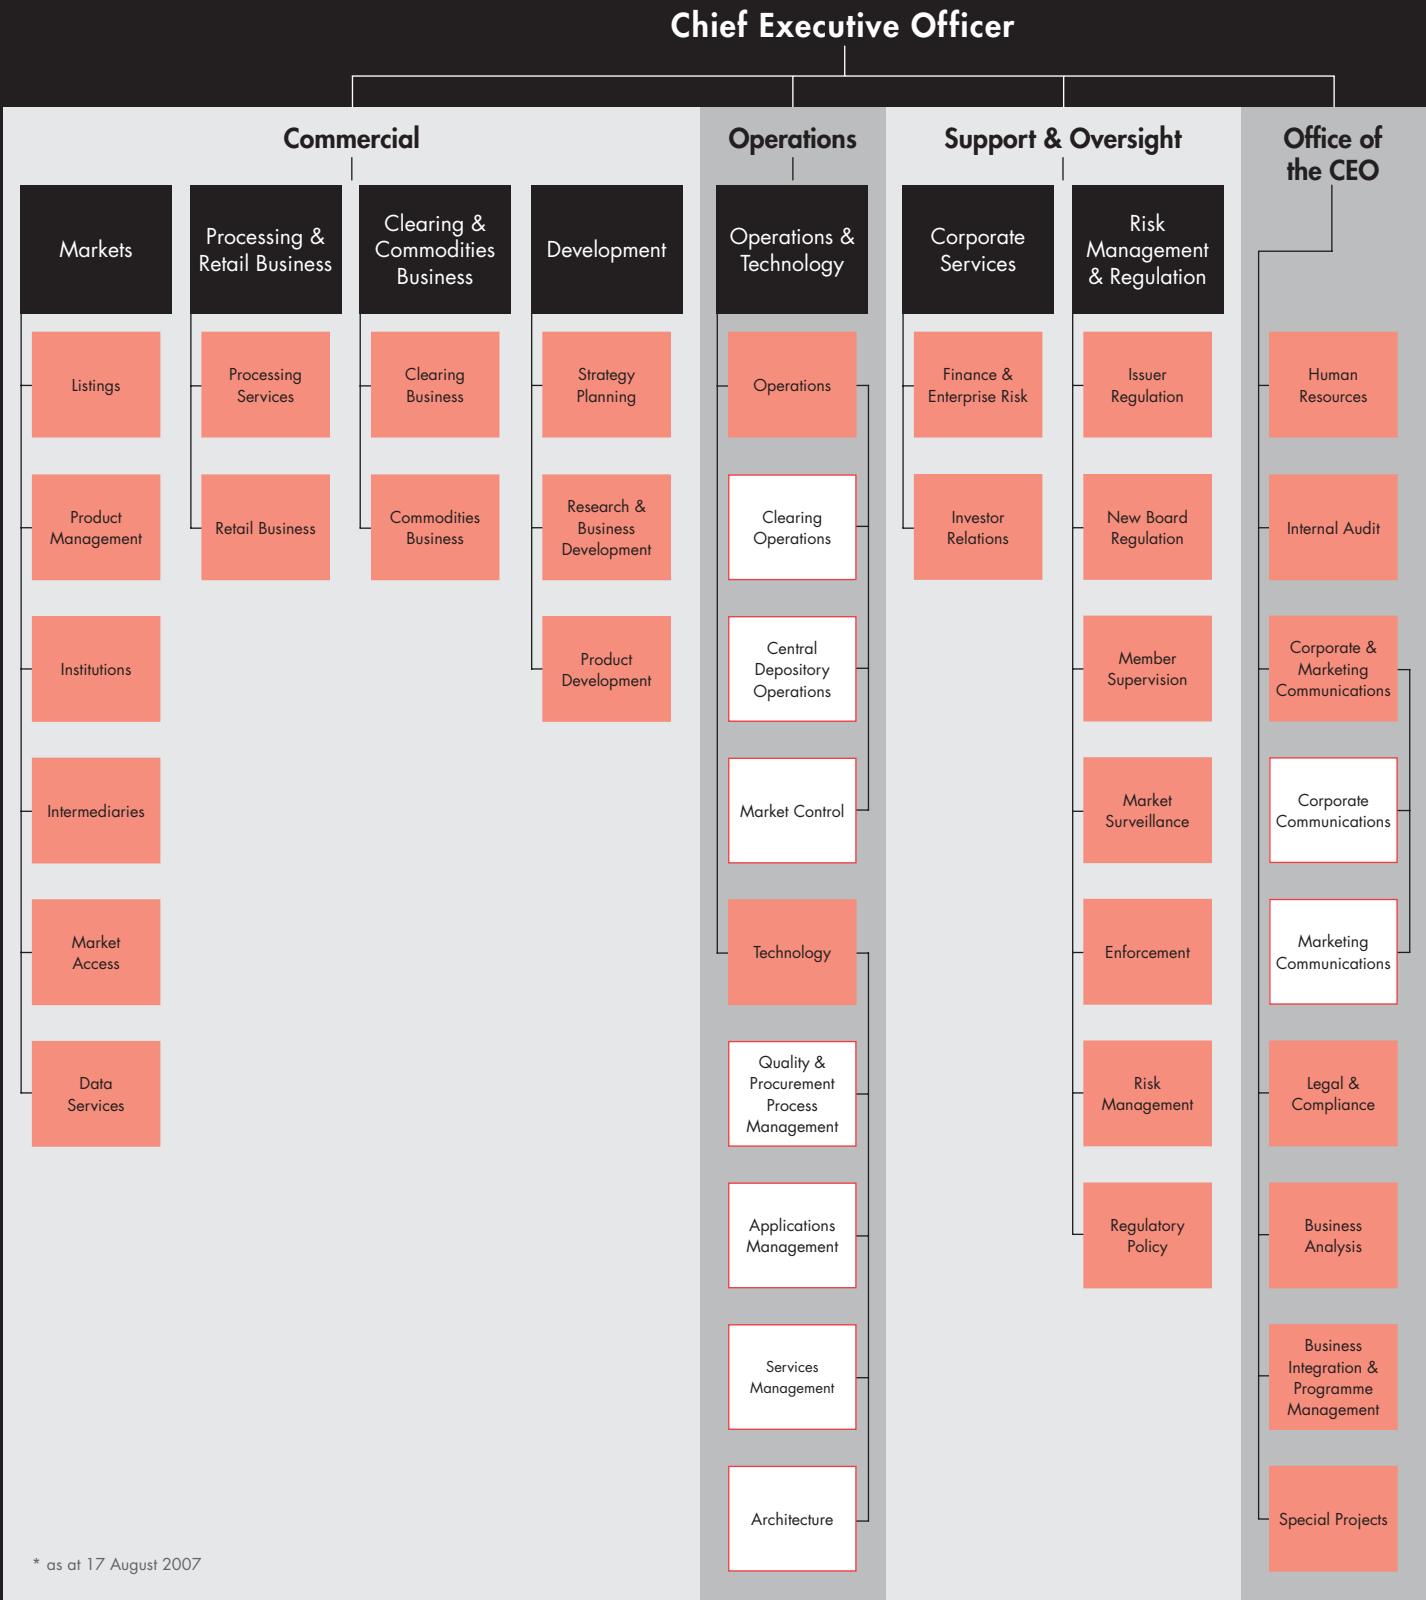 Chief Executive Officer
Commercial
Markets
Listings
Product
Management
Institutions
Intermediaries
Market
Access
Data
Services
Processing &
Retail Business
Processing
Services
Retail Business
Clearing &
Commodities
Business
Clearing
Business
Commodities
Business
Development
Strategy
Planning
Research &
Business
Development
Product
Development
Operations
Operations &
Technology
Operations
Clearing
Operations
Central
Depository
Operations
Market Control
Technology
Quality &
Procurement
Process
Management
Applications
Management
Services
Management
Architecture
Support & Oversight
Corporate
Services
Finance &
Enterprise Risk
Investor
Relations
Risk
Management
& Regulation
Issuer
Regulation
New Board
Regulation
Member
Supervision
Market
Surveillance
Enforcement
Risk
Management
Regulatory
Policy
Office of
the CEO
Human
Resources
Internal Audit
Corporate &
Marketing
Communications
Corporate
Communications
Marketing
Communications
Legal &
Compliance
Business
Analysis
Business
Integration &
Programme
Management
Special Projects
* as at 17 August 2007